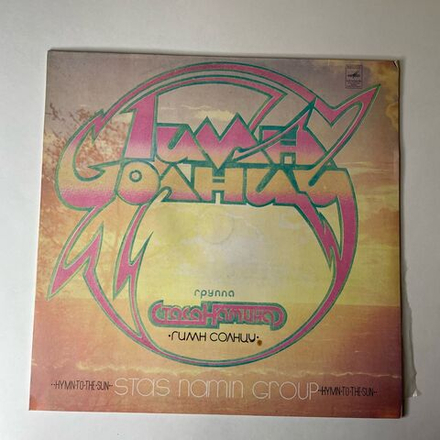 Гимн
Солнцу
группа
Стаса Намина
·Гимн Солнцу·
-HYMN-TO-THE-SUN- STAS NAMIN GROUP -HYMN-TO-THE-SUN-